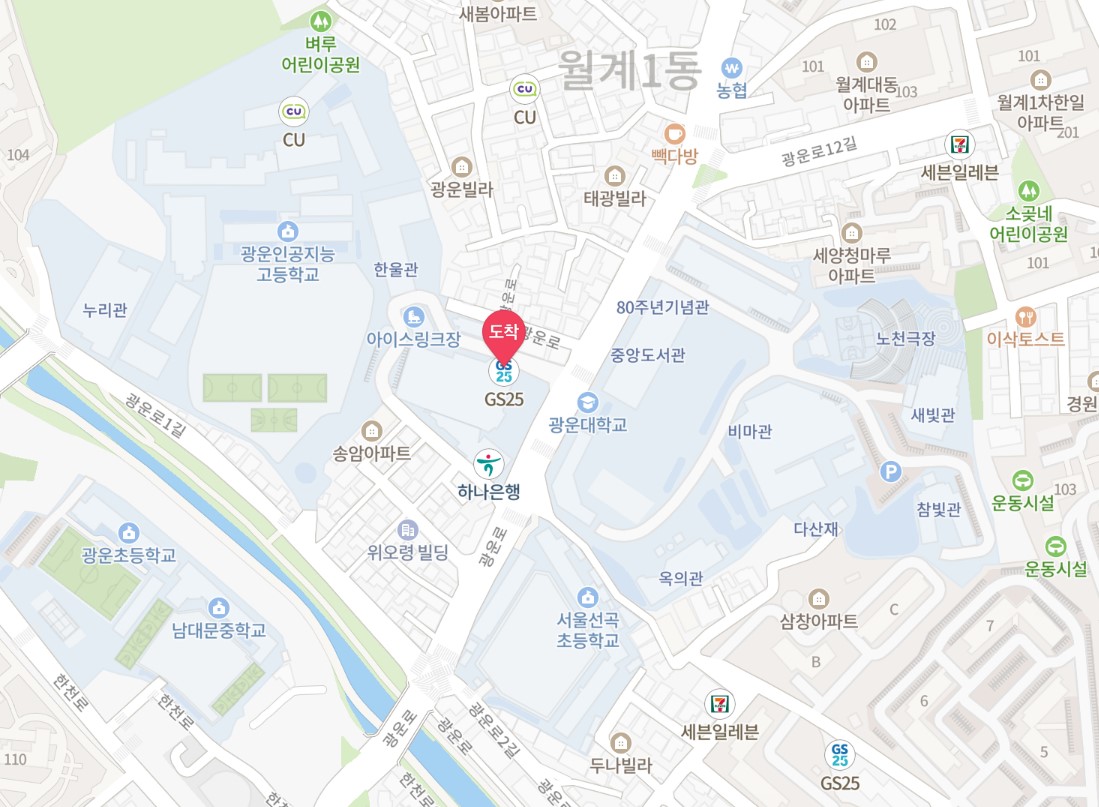 새봄아파트
벼루
어린이공원
월계1동
102
101
101
CU
CU
농협
월계대동
아파트
103
월계1차한일
아파트
201
104
빽다방
광운로12길
세븐일레븐
광운빌라
태광빌라
소곶네
어린이공원
광운인공지능
고등학교
한울관
세양청마루
아파트
101
누리관
광운로
80주년기념관
도착
광운로
아이스링크장
중앙도서관
노천극장
이삭토스트
GS
25
GS25
광운로1길
광운대학교
비마관
새빛관
경원
송암아파트
하나은행
P
운동시설
103
참빛관
다산재
광운초등학교
위오령 빌딩
광운로
운동시설
옥의관
남대문중학교
서울선곡
초등학교
삼창아파트
C
7
B
한천로
한천로
6
광운로
광운로
광운로2길
세븐일레븐
5
110
두나빌라
GS
25
GS25
한천로
광운로